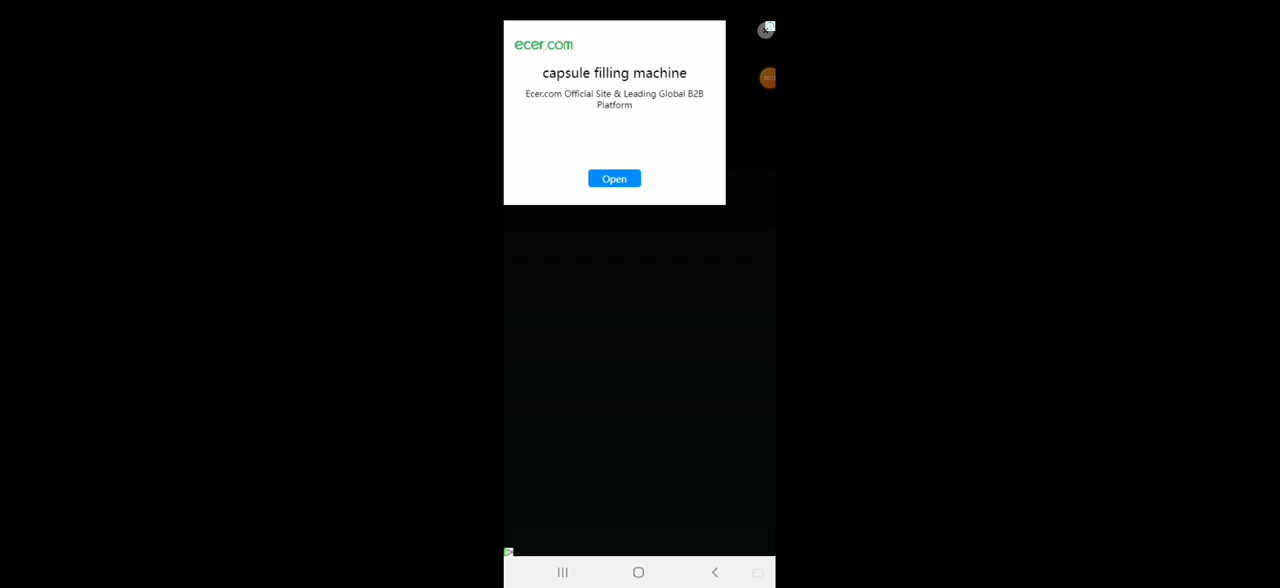 ecer.com
capsule filling machine
Ecer.com Official Site & Leading Global B2B
Platform
Open